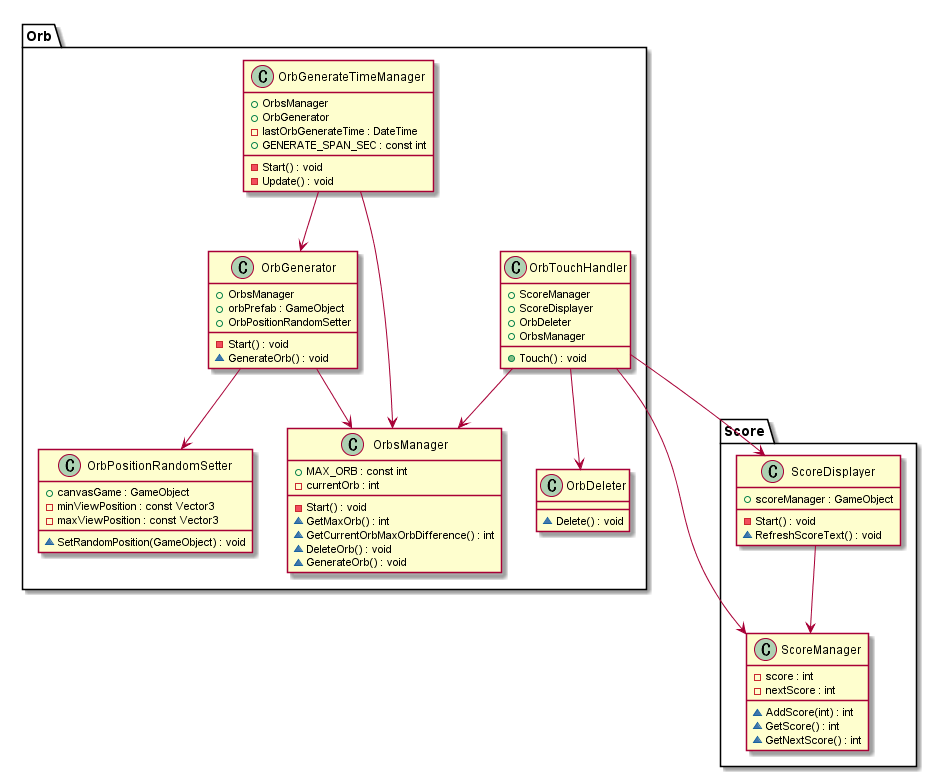 Orb
C OrbGenerateTimeManager
OrbsManager
OrbGenerator
lastOrbGenerateTime : DateTime
GENERATE_SPAN_SEC : const int
Start() : void
Update() : void
C OrbGenerator
OrbsManager
orbPrefab : GameObject
OrbPositionRandomSetter
Start() : void
GenerateOrb() : void
C OrbTouchHandler
ScoreManager
ScoreDisplayer
OrbDeleter
OrbsManager
Touch() : void
C OrbPositionRandomSetter
canvasGame : GameObject
minViewPosition : const Vector3
maxViewPosition : const Vector3
SetRandomPosition(GameObject) : void
C OrbsManager
MAX_ORB : const int
currentOrb : int
Start() : void
GetMaxOrb() : int
GetCurrentOrbMaxOrbDifference() : int
DeleteOrb() : void
GenerateOrb() : void
C OrbDeleter
Delete() : void
Score
C ScoreDisplayer
scoreManager : GameObject
Start() : void
RefreshScoreText() : void
C ScoreManager
score : int
nextScore : int
AddScore(int) : int
GetScore() : int
GetNextScore() : int